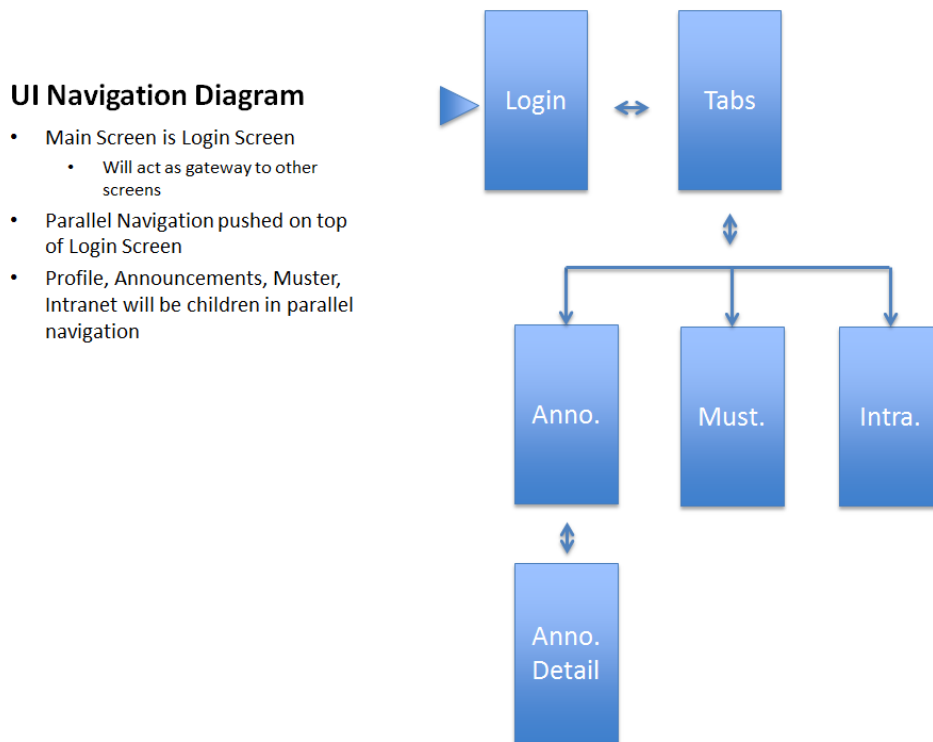 UI Navigation Diagram
• Main Screen is Login Screen
• Will act as gateway to other
screens
• Parallel Navigation pushed on top
of Login Screen
• Profile, Announcements, Muster,
Intranet will be children in parallel
navigation
Login
Tabs
Anno.
Must.
Intra.
Anno.
Detail